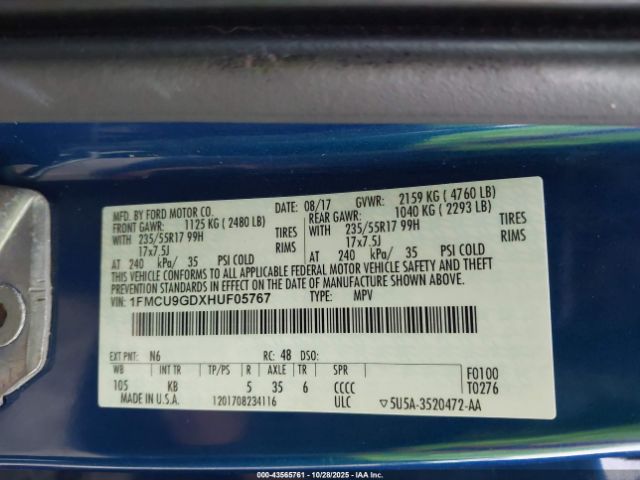 MFD. BY FORD MOTOR CO. DATE: 08/17 GVWR: 2159 KG ( 4760 LB)
FRONT GAWR: 1125 KG ( 2480 LB) REAR GAWR: 1040 KG ( 2293 LB)
WITH 235/55R17 99H TIRES WITH 235/55R17 99H TIRES
17x7.5J RIMS 17x7.5J RIMS
AT 240 kPa/ 35 PSI COLD AT 240 kPa/ 35 PSI COLD
THIS VEHICLE CONFORMS TO ALL APPLICABLE FEDERAL MOTOR VEHICLE SAFETY AND THEFT
PREVENTION STANDARDS IN EFFECT ON THE DATE OF MANUFACTURE SHOWN ABOVE.
VIN: 1FMCU9GDXHUF05767 TYPE: MPV
EXT PNT: N6 RC: 48 DSO:
WB INT TR TP/PS R AXLE TR SPR F0100
105 KB 5 35 6 CCCC T0276
MADE IN U.S.A. 1201708234116 ULC ▽5U5A-3520472-AA
000-43565761 | 10/28/2025 - Copyright © 2025 IAA, Inc.